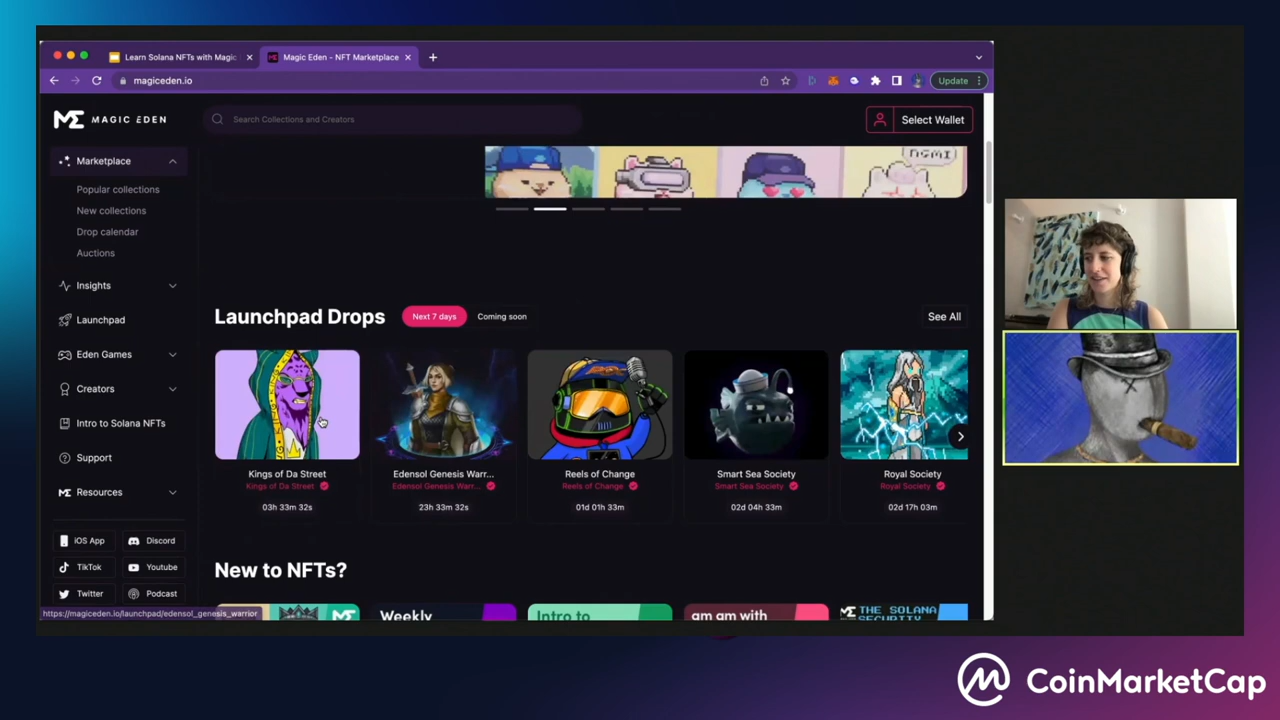 Learn Solana NFTs with Magic
Magic Eden - NFT Marketplace
magiceden.io
Update
MAGIC EDEN
Search Collections and Creators
Select Wallet
Marketplace
Popular collections
New collections
Drop calendar
Auctions
Insights
Launchpad
Eden Games
Creators
Intro to Solana NFTs
Support
Resources
iOS App
Discord
TikTok
Youtube
Twitter
Podcast
https://magiceden.io/launchpad/edensol_genesis_warrior
NGMI
Launchpad Drops
Next 7 days
Coming soon
See All
Kings of Da Street
Edensol Genesis Warr...
Reels of Change
Smart Sea Society
Royal Society
Kings of Da Street
Edensol Genesis Warr...
Reels of Change
Smart Sea Society
Royal Society
03h 33m 32s
23h 33m 32s
01d 01h 33m
02d 04h 33m
02d 17h 03m
New to NFTs?
Weekly
Intro to
am am with
THE SOLANA
SECURITY
CoinMarketCap